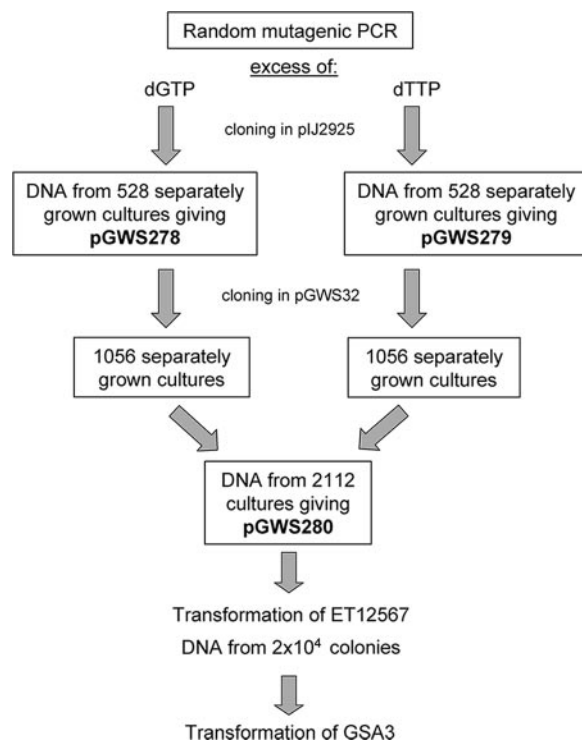 Random mutagenic PCR
excess of:
dGTP
dTTP
cloning in pIJ2925
DNA from 528 separately
grown cultures giving
pGWS278
DNA from 528 separately
grown cultures giving
pGWS279
cloning in pGWS32
1056 separately
grown cultures
1056 separately
grown cultures
DNA from 2112
cultures giving
pGWS280
Transformation of ET12567
DNA from 2x10⁴ colonies
Transformation of GSA3